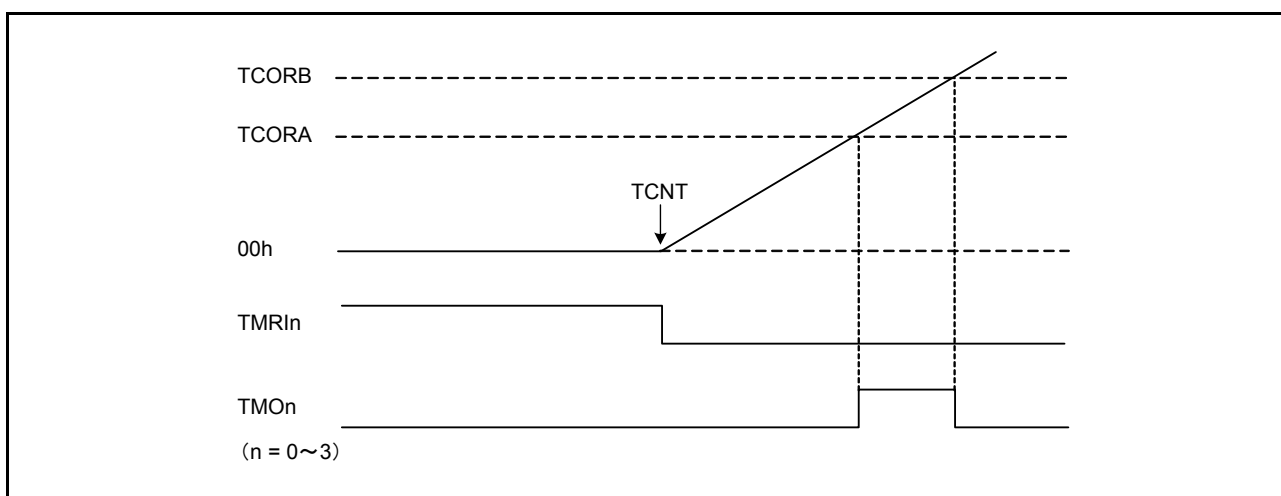 TCORB
TCORA
TCNT
00h
TMRIn
TMOn
（n = 0～3）